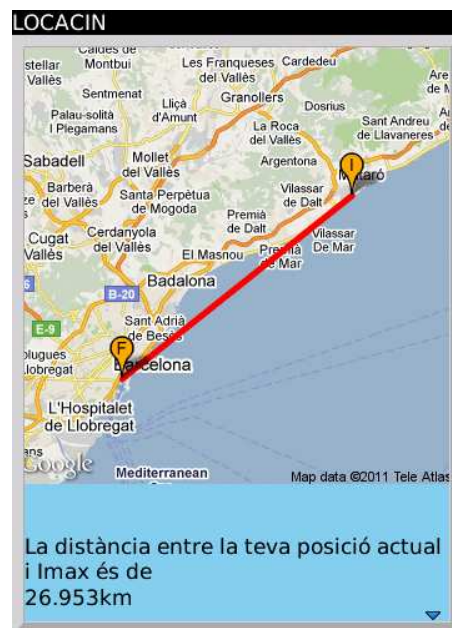 LOCACIN
Caldes de
stellar Montbui Les Franqueses Cardedeu
Vallès del Vallès Are
Sentmenat Granollers de M
Palau-solità Lliçà Dosrius
I Plegamans d'Amunt La Roca Sant Andreu
del Vallès de Llavaneres
Sabadell Mollet Argentona
del Vallès
Barberà Santa Perpètua Vilassar
del Vallès de Mogoda de Dalt
Premià
Cugat Cerdanyola de Dalt Vilassar
Vallès del Vallès El Masnou Premià De Mar
de Mar
Badalona
B-20
Sant Adrià
E-9 de Besòs
F
I
plugues
Llobregat Barcelona
L'Hospitalet
de Llobregat
Google Mediterranean
Map data ©2011 Tele Atlas
La distància entre la teva posició actual
i Imax és de
26.953km